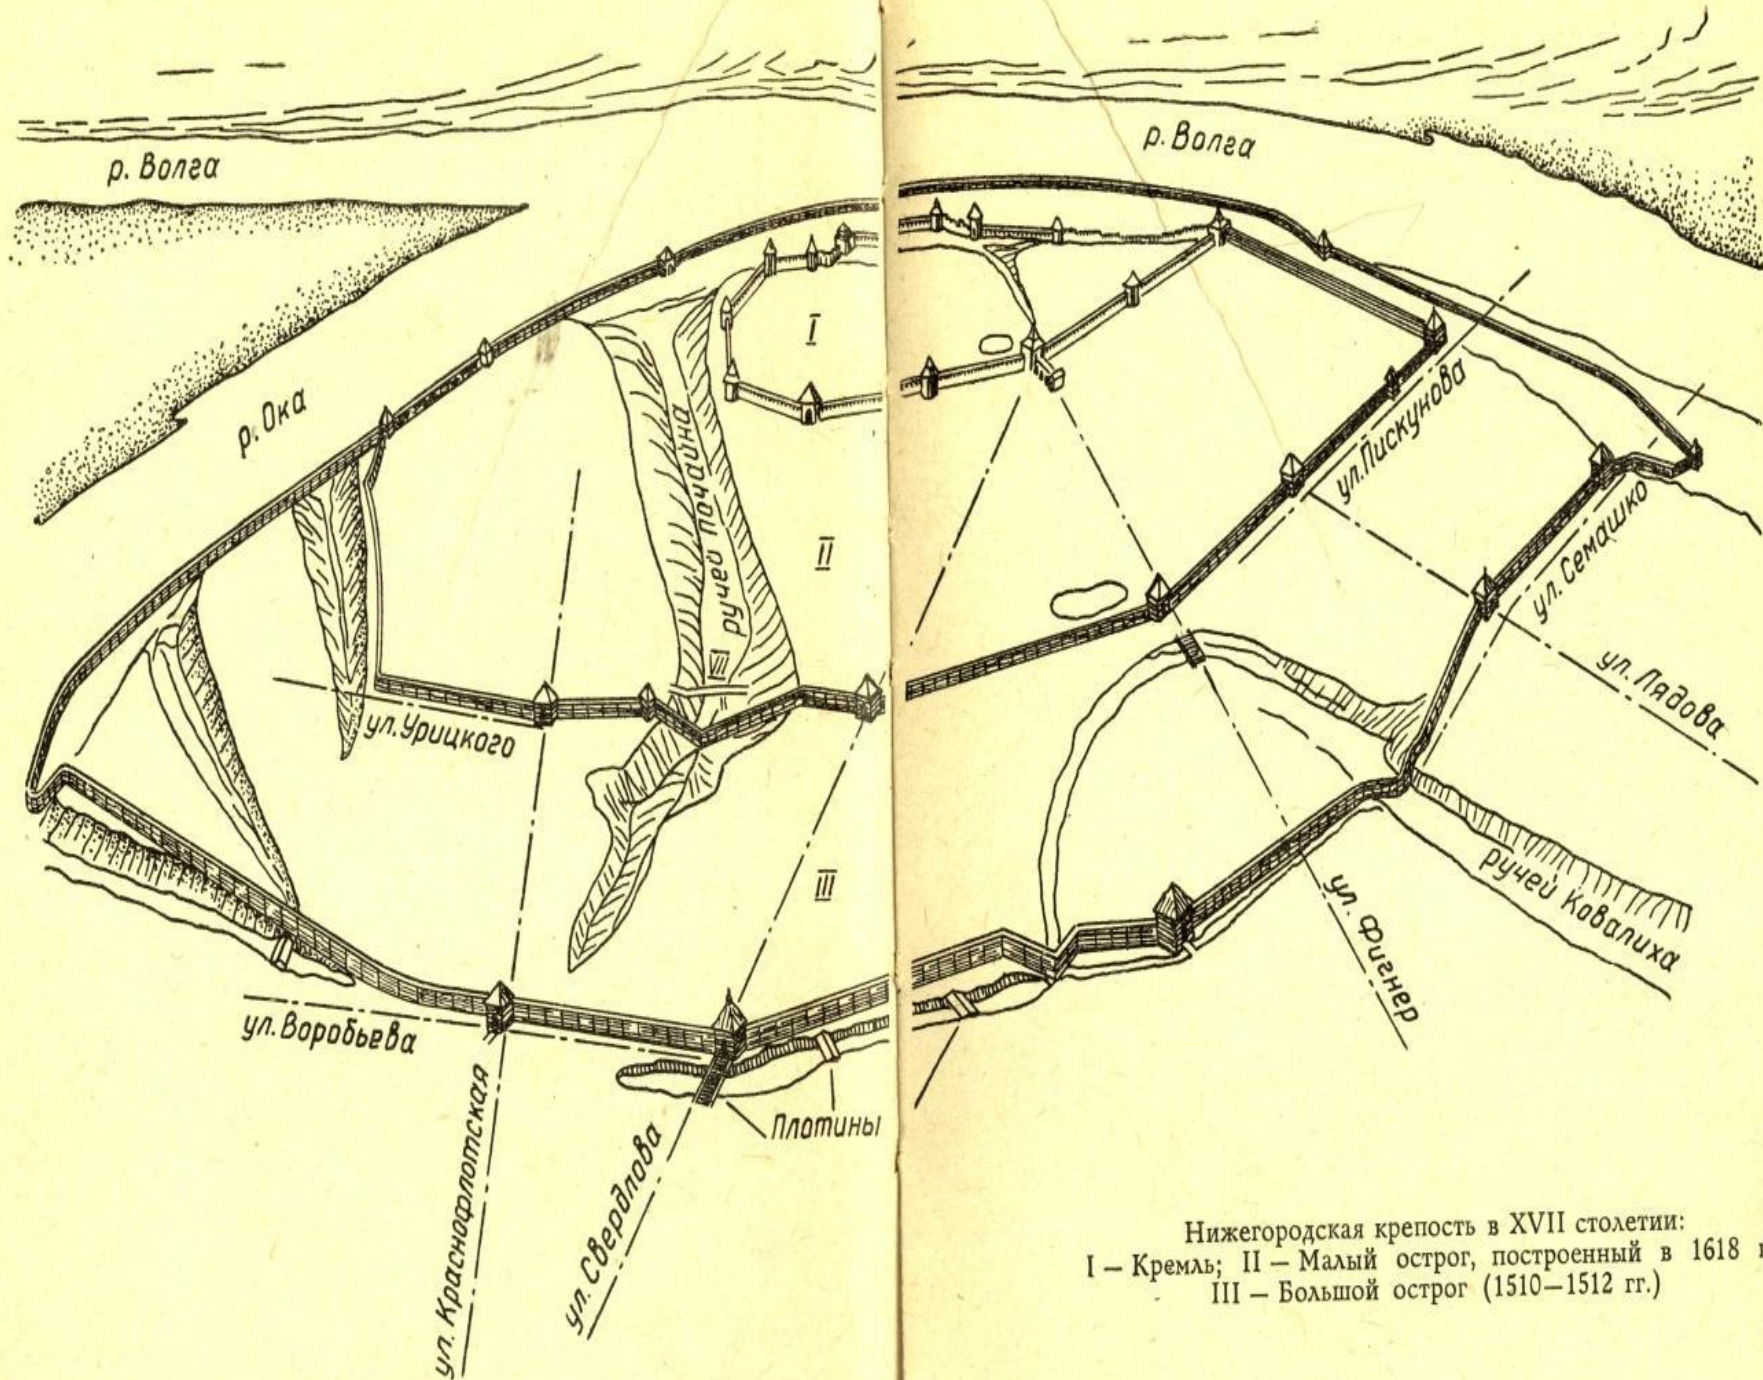 р. Волга
р. Волга
р. Ока
I
ручей Почайна
II
VII
ул. Пискунова
ул. Семашко
ул. Лядова
ул. Урицкого
III
ручей Ковалиха
ул. Фигнер
ул. Воробьева
ул. Краснофлотская
ул. Свердлова
Плотины
Нижегородская крепость в XVII столетии:
I — Кремль; II — Малый острог, построенный в 1618
III — Большой острог (1510—1512 гг.)